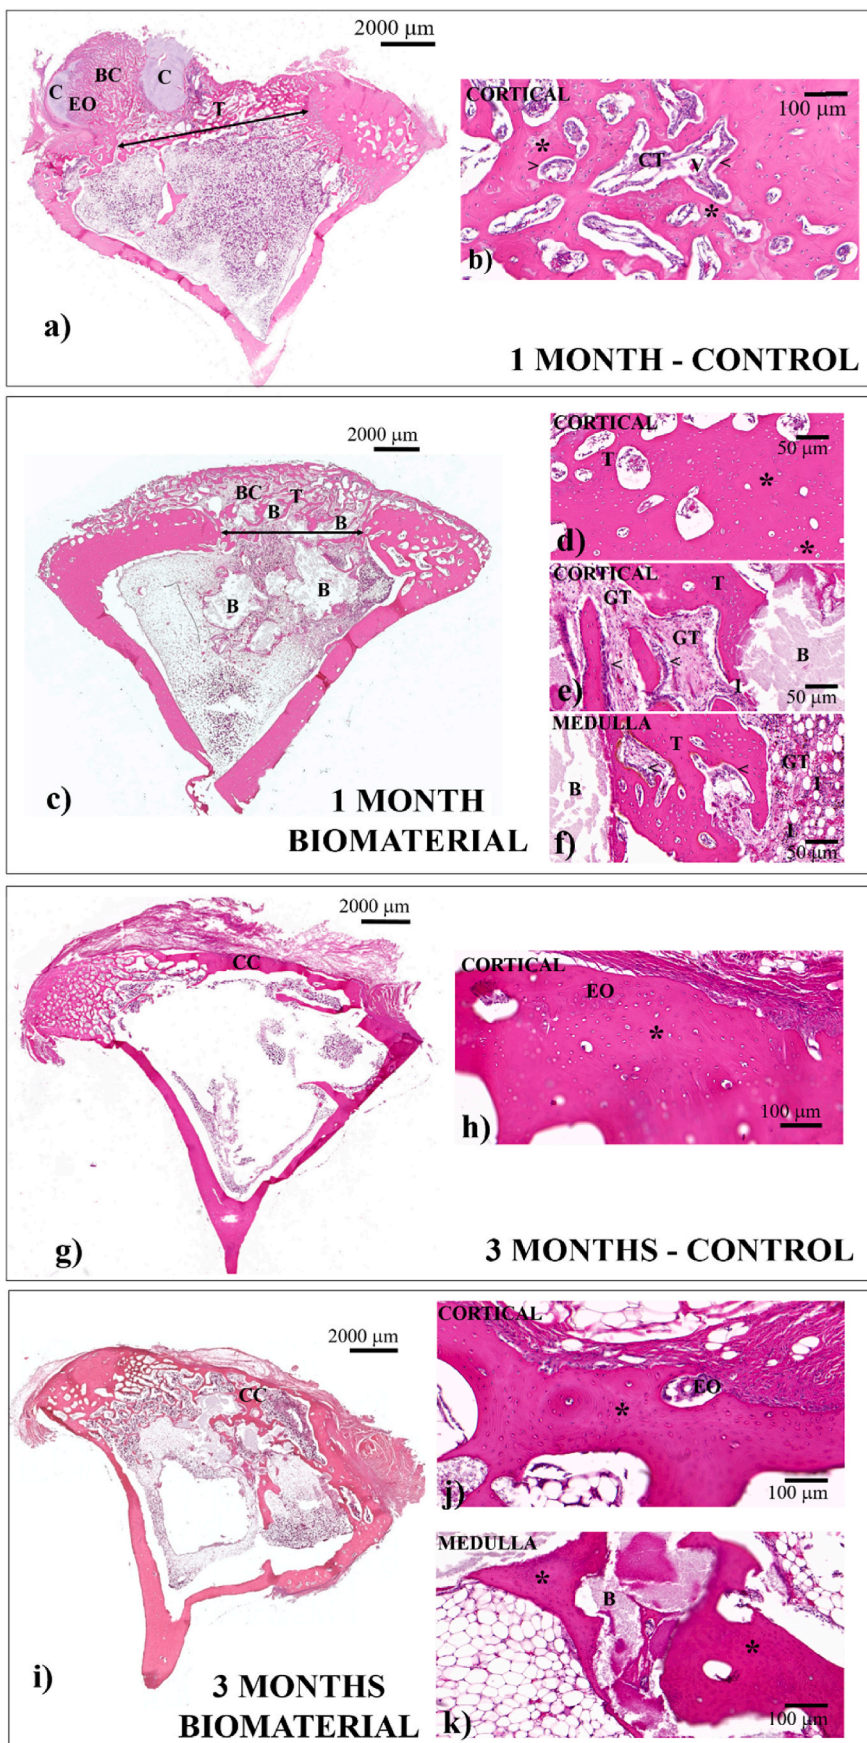 2000 μm
C
BC
C
EO
T
a)
CORTICAL
100 μm
*
>
CT
V
<
*
b)
1 MONTH - CONTROL
2000 μm
BC
T
B
B
B
B
c)
1 MONTH
BIOMATERIAL
CORTICAL
50
μm
T
*
d)
*
CORTICAL
T
GT
GT
B
<
<
I
e)
50 μm
MEDULLA
T
GT
<
<
I
B
I
f)
50 μm
2000 μm
CC
g)
CORTICAL
EO
*
h)
100 μm
3 MONTHS - CONTROL
2000 μm
CC
i)
3 MONTHS
BIOMATERIAL
CORTICAL
EO
*
j)
100 μm
MEDULLA
*
B
*
k)
100 μm